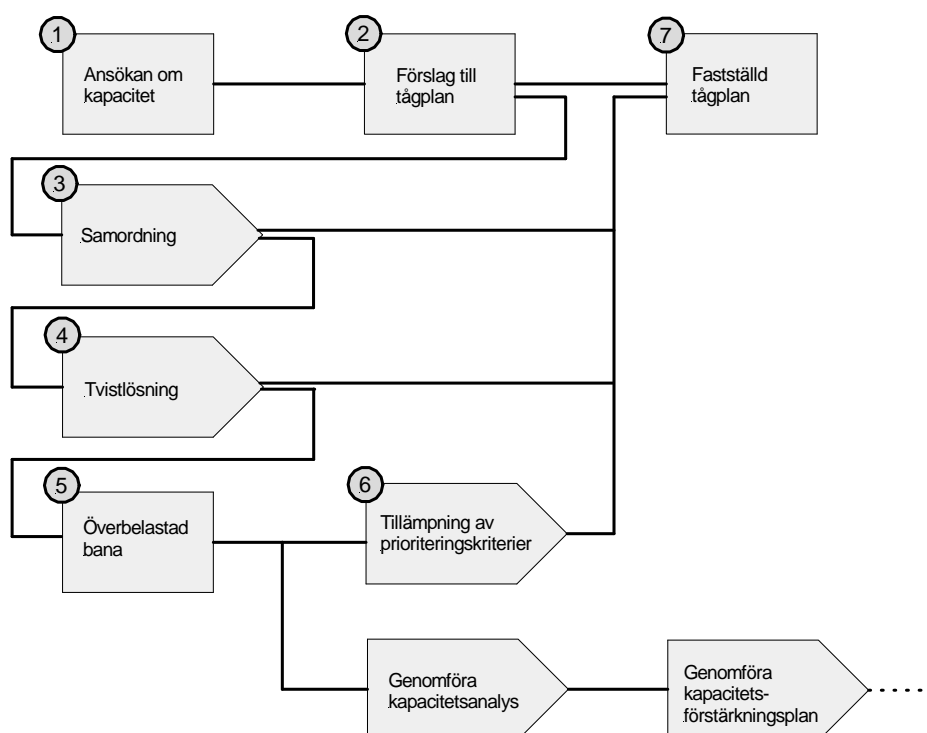 1
Ansökan om
kapacitet
2
Förslag till
tågplan
7
Fastställd
tågplan
3
Samordning
4
Tvistlösning
5
Överbelastad
bana
6
Tillämpning av
prioriteringskriterier
Genomföra
kapacitetsanalys
Genomföra
kapacitets-
förstärkningsplan